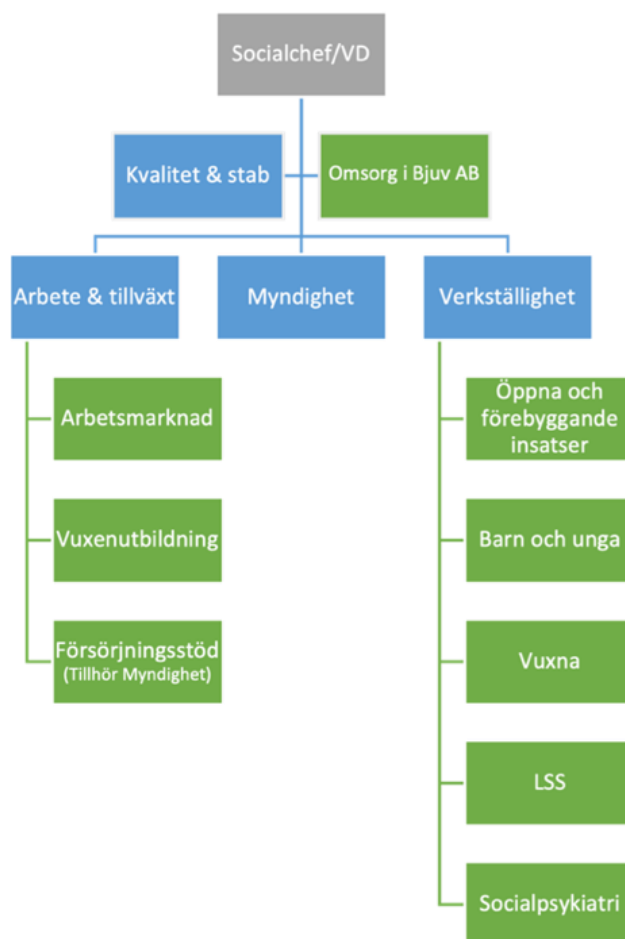 Socialchef/VD
Kvalitet & stab
Omsorg i Bjuv AB
Arbete & tillväxt
Myndighet
Verkställighet
Arbetsmarknad
Vuxenutbildning
Försörjningsstöd
(Tillhör Myndighet)
Öppna och
förebyggande
insatser
Barn och unga
Vuxna
LSS
Socialpsykiatri